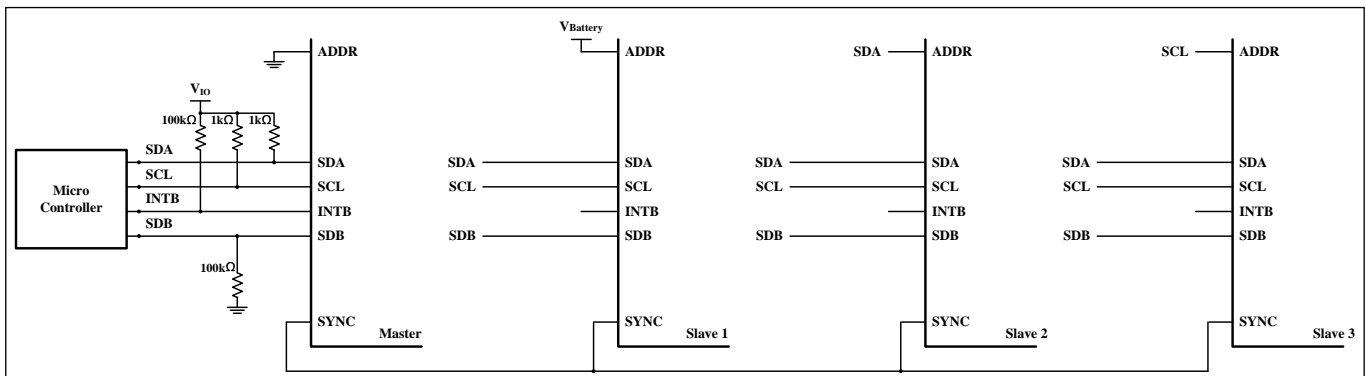 V_Battery
ADDR
ADDR
SDA ADDR
SCL ADDR
V_IO
100kΩ 1kΩ 1kΩ
SDA
SDA
SDA SDA
SDA SDA
SDA SDA
SCL
SCL
SCL SCL
SCL SCL
SCL SCL
Micro
Controller
INTB
INTB
INTB
INTB
INTB
SDB
SDB
SDB SDB
SDB SDB
SDB SDB
100kΩ
SYNC
SYNC
SYNC
SYNC
Master
Slave 1
Slave 2
Slave 3